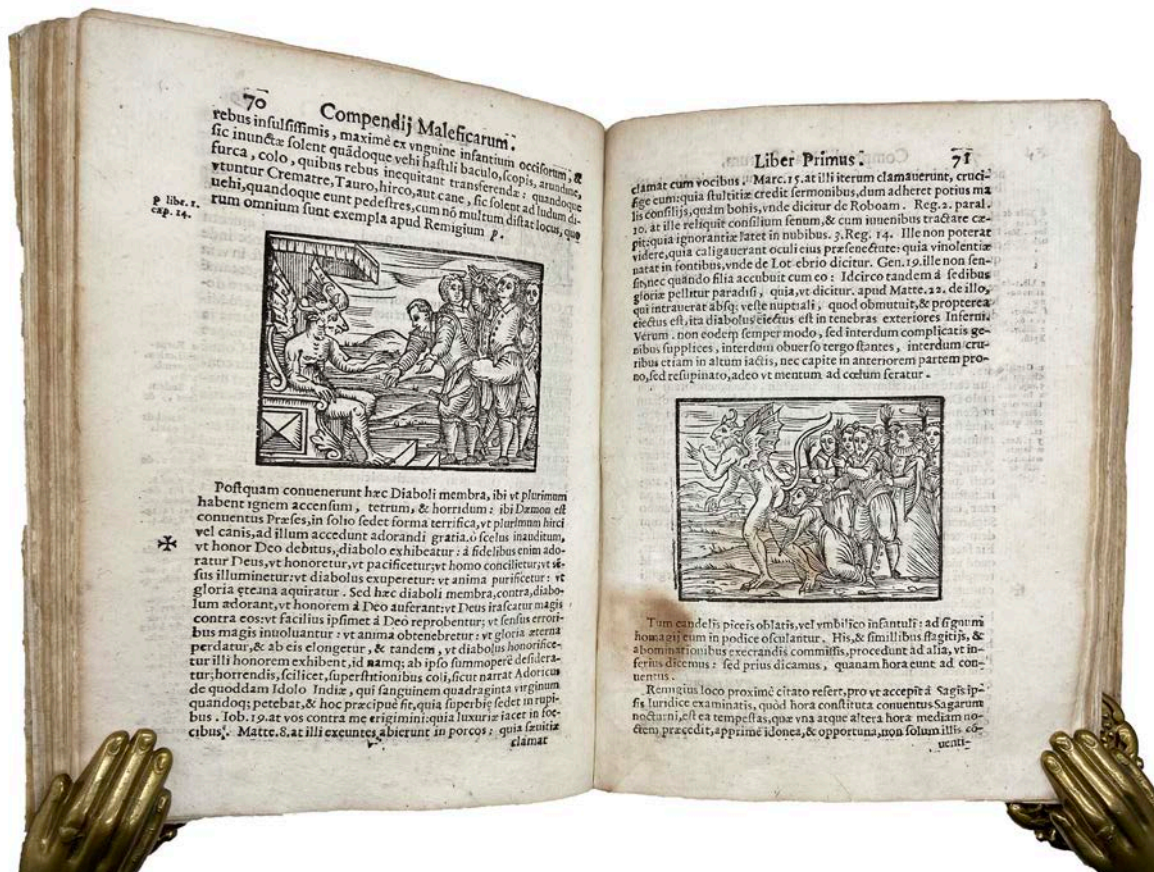 70 Compendij Maleficarum.
rebus insulsissimis, maximè ex vnguine infantium occisorum, &
sic inunctæ solent quãdoque vehi hastili baculo, scopis, arundine,
furca, colo, quibus rebus inequitant transferendæ: quandoque
vtuntur Crematre, Tauro, hirco, aut cane, sic solent ad ludum di-
uehi, quandoque eunt pedestres, cum nõ multum distat locus, quo
rum omnium sunt exempla apud Remigium p.
p libr. 1.
cap. 14.
Postquam conuenerunt hæc Diaboli membra, ibi vt plurimum
habent ignem accensum, tetrum, & horridum: ibi Dæmon est
conuentus Præses, in solio sedet forma terrifica, vt plurimum hirci
vel canis, ad illum accedunt adorandi gratia. ò scelus inauditum,
vt honor Deo debitus, diabolo exhibeatur: à fidelibus enim ado-
ratur Deus, vt honoretur, vt pacificetur; vt homo concilietur; vt sẽ-
sus illuminetur: vt diabolus exuperetur: vt anima purificetur: vt
gloria ęterna aquiratur. Sed hæc diaboli membra, contra, diabo-
lum adorant, vt honorem à Deo auferant: vt Deus irascatur magis
contra eos: vt facilius ipsimet à Deo reprobentur: vt sensus errori-
bus magis inuoluantur: vt anima obtenebretur: vt gloria æterna
perdatur, & ab eis elongetur, & tandem, vt diabolus honorifice-
tur illi honorem exhibent, id namq; ab ipso summoperè desidera-
tur; horrendis, scilicet, superstitionibus coli, sicut narrat Adoricus
de quoddam Idolo Indiæ, qui sanguinem quadraginta virginum
quandoq; petebat, & hoc præcipuè fit, quia superbię sedet in rupi-
bus. Iob. 19. at vos contra me erigimini: quia luxuriæ iacet in foe-
cibus. Matte. 8. at illi exeuntes abierunt in porcos: quia sæuitiæ
clamat
Liber Primus. 71
clamat cum vocibus. Marc. 15. at illi iterum clamauerunt, cruci-
fige eum: quia stultitiæ credit sermonibus, dum adheret potius ma
lis consilijs, quàm bonis, vnde dicitur de Roboam. Reg. 2. paral.
10. at ille reliquit consilium senum, & cum iuuenibus tractare cæ-
pit: quia ignorantiæ latet in nubibus. 3. Reg. 14. Ille non poterat
videre, quia caligauerant oculi eius præ senectute: quia vinolentiæ
natat in fontibus, vnde de Lot ebrio dicitur. Gen. 19. ille non sen-
sit, nec quando filia accubuit cum eo: Idcirco tandem à sedibus
gloriæ pellitur paradisi, quia, vt dicitur. apud Matte. 22. de illo,
qui intrauerat absq; veste nuptiali, quod obmutuit, & propterea
eiectus est, ita diabolus eiectus est in tenebras exteriores Inferni.
Verum. non eodem semper modo, sed interdum complicatis ge-
nibus supplices, interdum obuerso tergo stantes, interdum cru-
ribus etiam in altum iactis, nec capite in anteriorem partem pro-
no, sed resupinato, adeo vt mentum ad cœlum feratur.
Tum candelis piceis oblatis, vel vmbilico infantuli: ad signum
homagij eum in podice osculantur. His, & simillibus flagitijs, &
abominationibus execrandis commissis, procedunt ad alia, vt in-
ferius dicemus: sed prius dicamus, quanam hora eunt ad con-
uentus.
Remigius loco proximè citato refert, pro vt accepit à Sagis ip-
sis Iuridice examinatis, quòd hora constituta conuentus Sagarum
nocturni, est ea tempestas, quæ vna atque altera hora mediam no-
ctem præcedit, apprimè idonea, & opportuna, non solum illis cõ-
uenti-